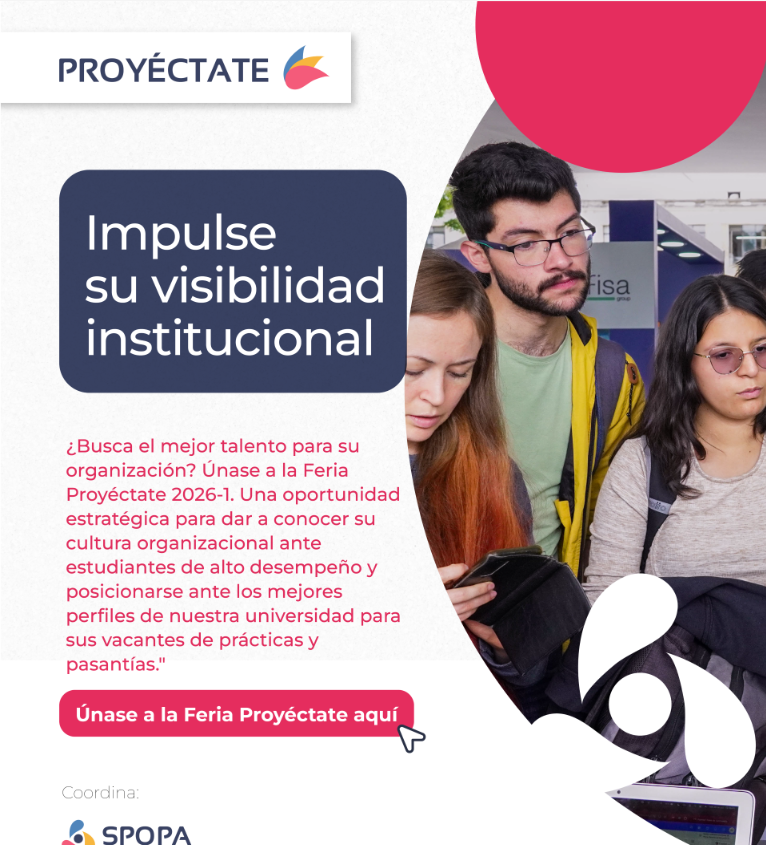 PROYÉCTATE
Impulse
su visibilidad
institucional
¿Busca el mejor talento para su
organización? Únase a la Feria
Proyéctate 2026-1. Una oportunidad
estratégica para dar a conocer su
cultura organizacional ante
estudiantes de alto desempeño y
posicionarse ante los mejores
perfiles de nuestra universidad para
sus vacantes de prácticas y
pasantías."
Únase a la Feria Proyéctate aquí
Coordina:
SPOPA
fisa
group